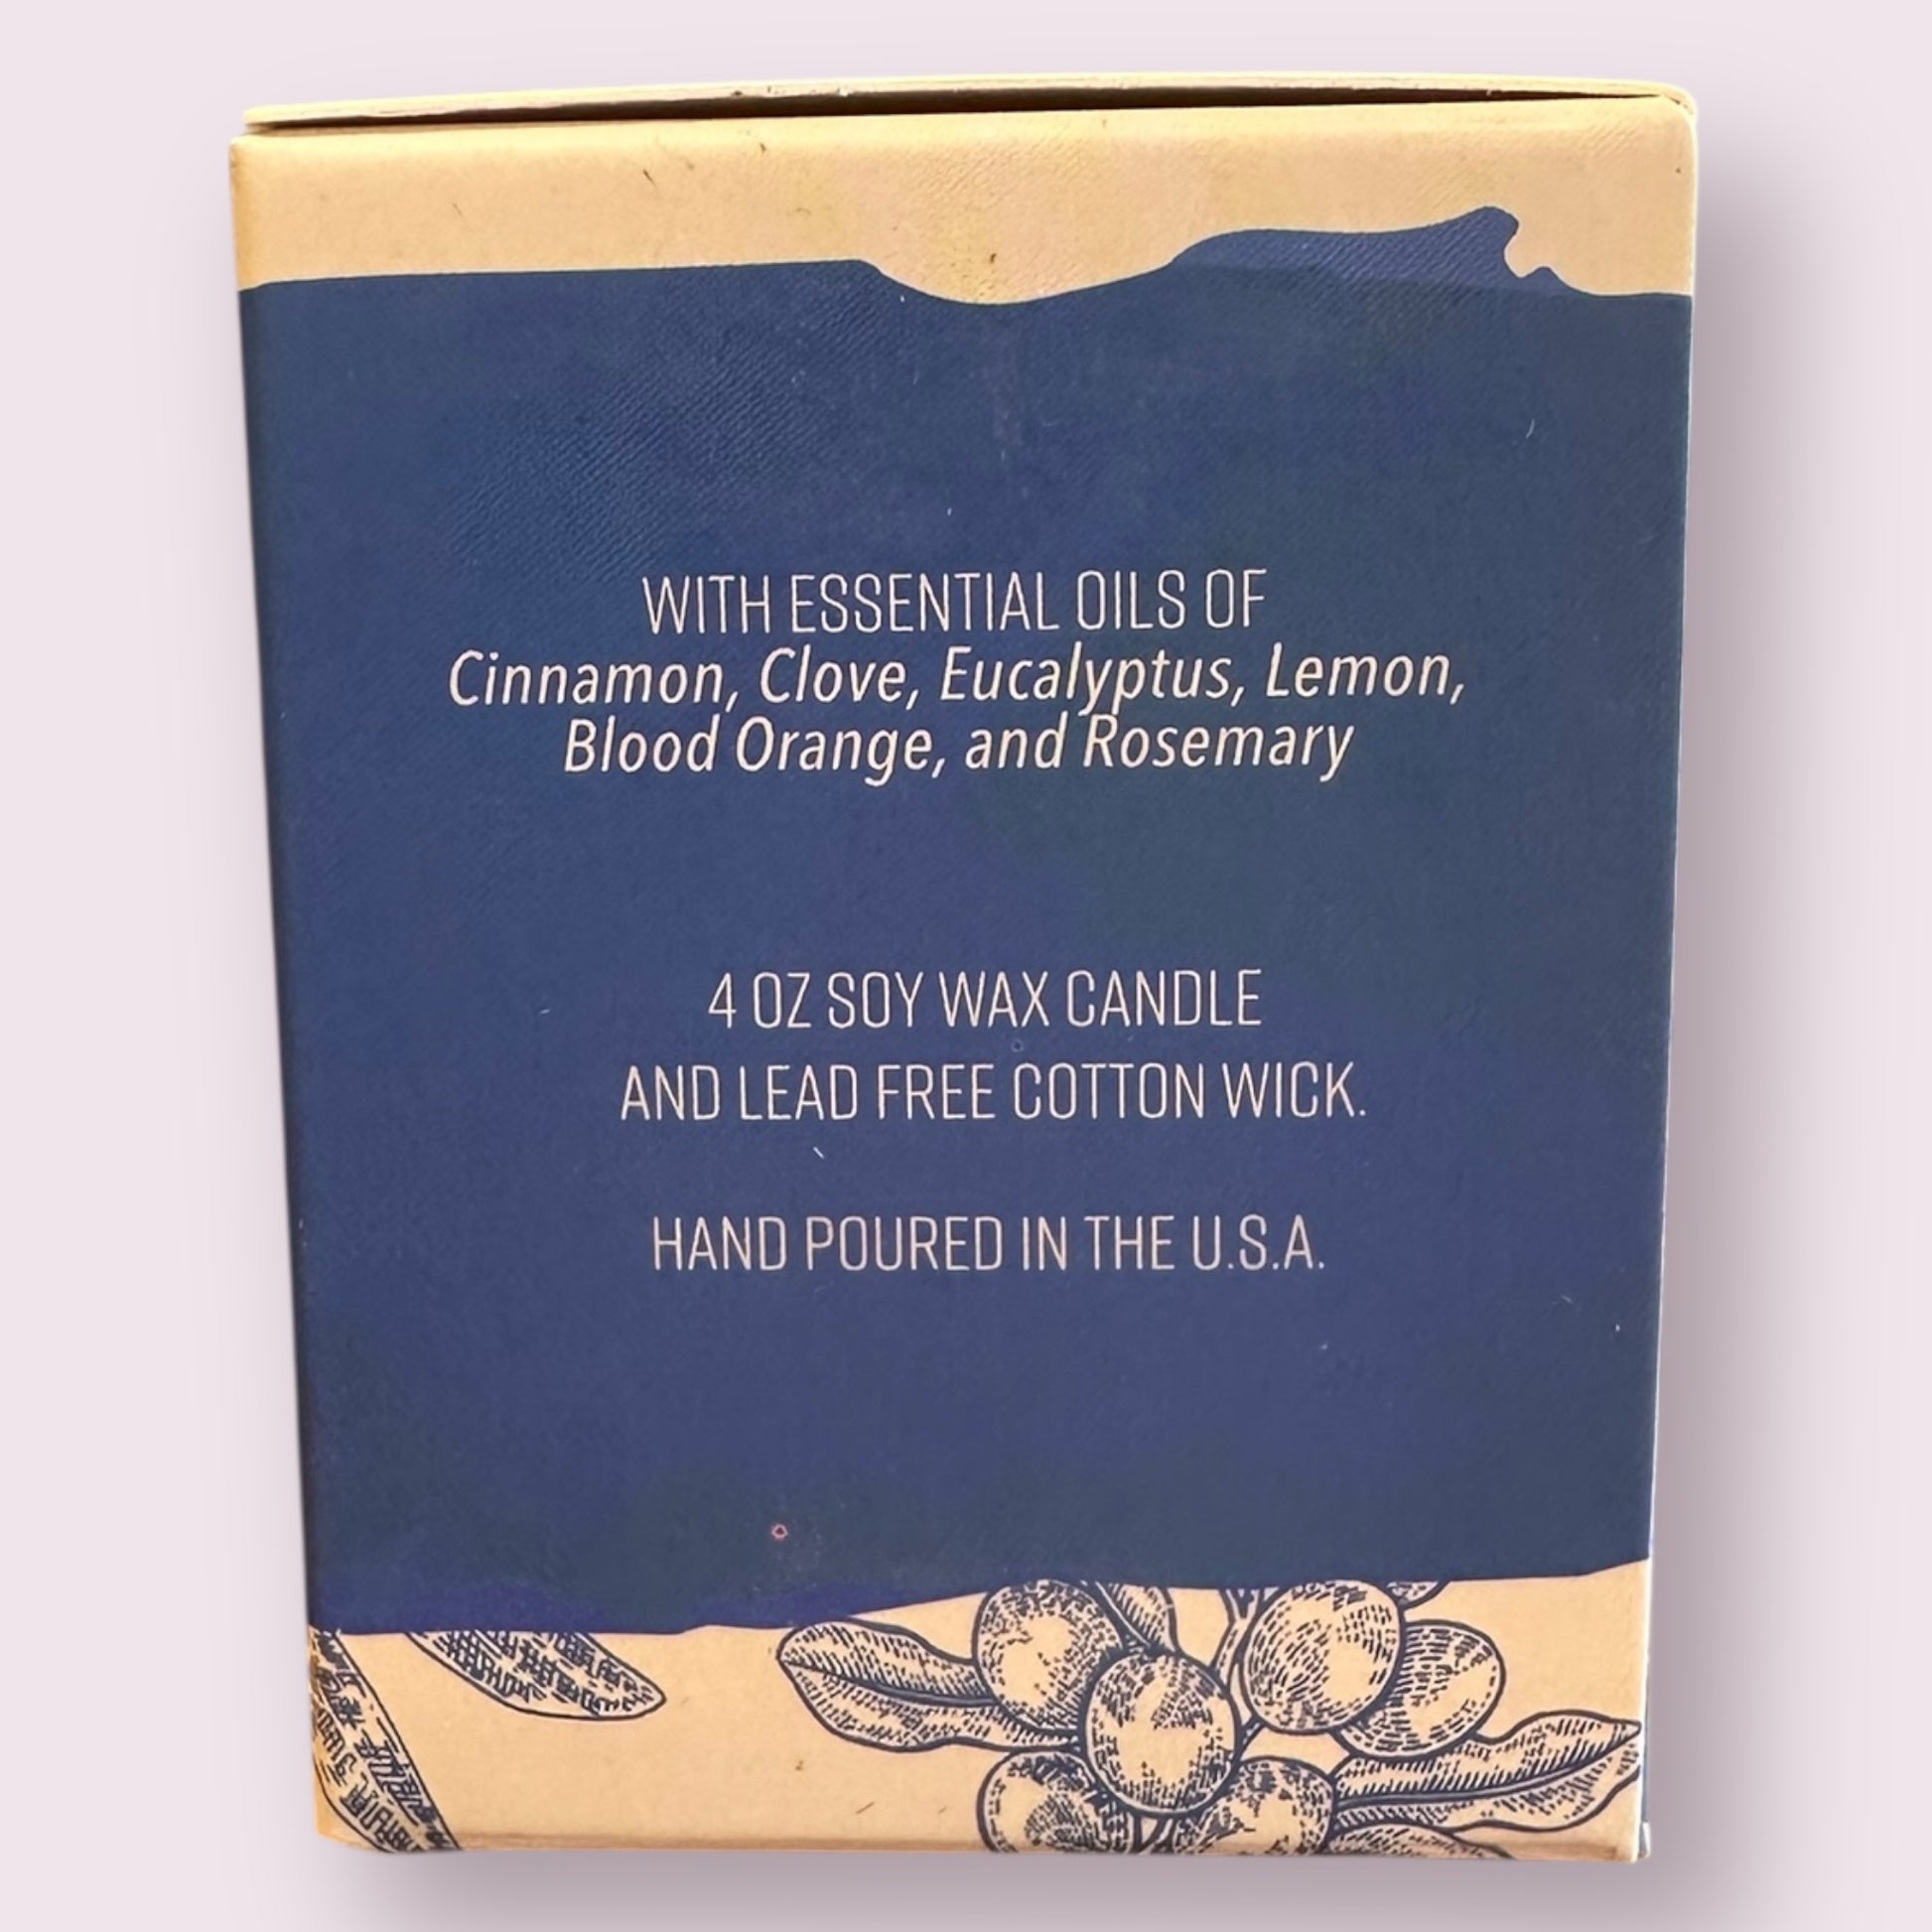 WITH ESSENTIAL OILS OF
Cinnamon, Clove, Eucalyptus, Lemon,
Blood Orange, and Rosemary
4 OZ SOY WAX CANDLE
AND LEAD FREE COTTON WICK.
HAND POURED IN THE U.S.A.